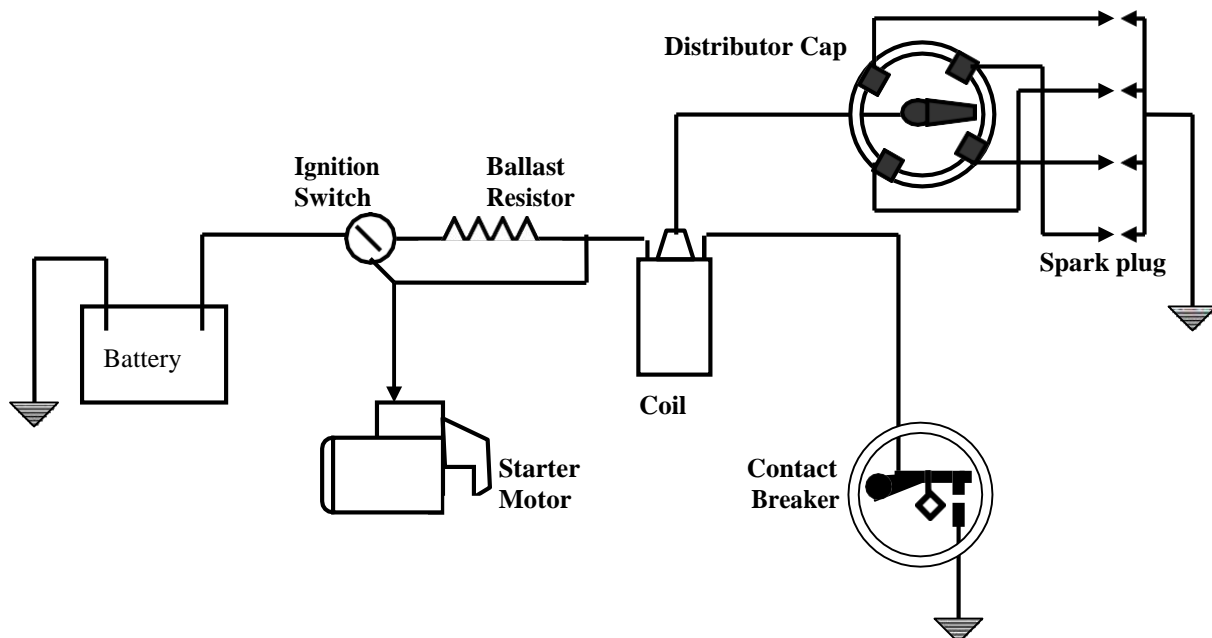 Distributor Cap
Ignition
Switch
Ballast
Resistor
Spark plug
Battery
Coil
Starter
Motor
Contact
Breaker